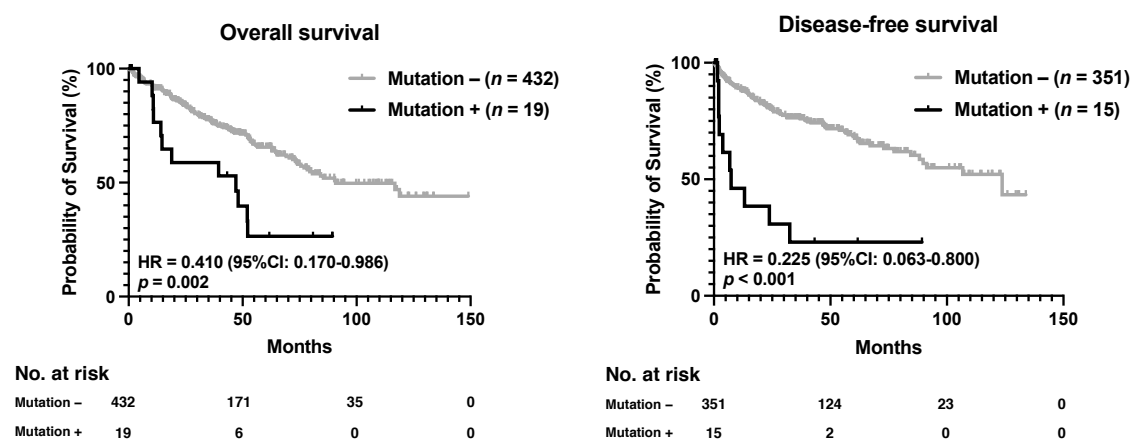 Overall survival
Probability of Survival (%)
100
50
0
Mutation – (n = 432)
Mutation + (n = 19)
HR = 0.410 (95%CI: 0.170-0.986)
p = 0.002
0 50 100 150
Months
No. at risk
Mutation – 432 171 35 0
Mutation + 19 6 0 0
Disease-free survival
Probability of Survival (%)
100
50
0
Mutation – (n = 351)
Mutation + (n = 15)
HR = 0.225 (95%CI: 0.063-0.800)
p < 0.001
0 50 100 150
Months
No. at risk
Mutation – 351 124 23 0
Mutation + 15 2 0 0